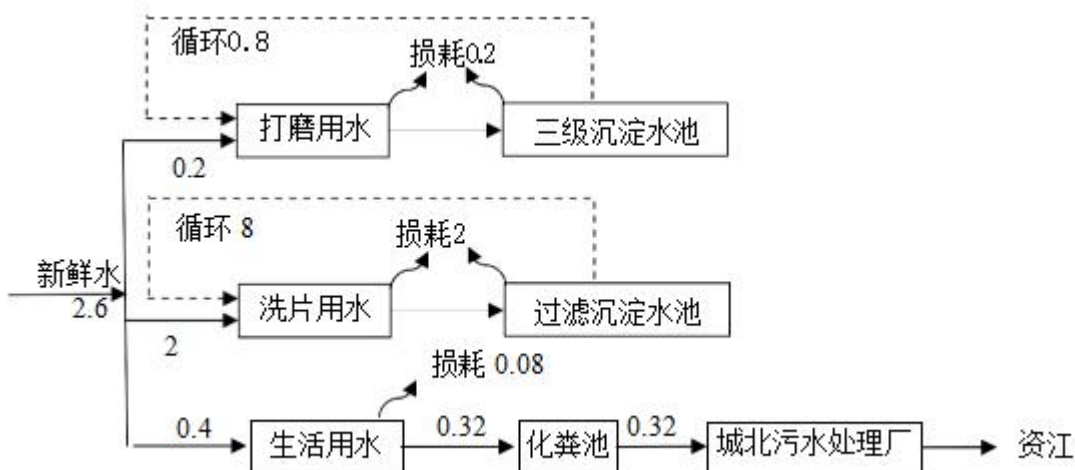 循环0.8
损耗0.2
打磨用水
三级沉淀水池
0.2
循环 8
损耗2
新鲜水
2.6
洗片用水
过滤沉淀水池
2
损耗 0.08
0.4
生活用水
0.32
化粪池
0.32
城北污水处理厂
资江